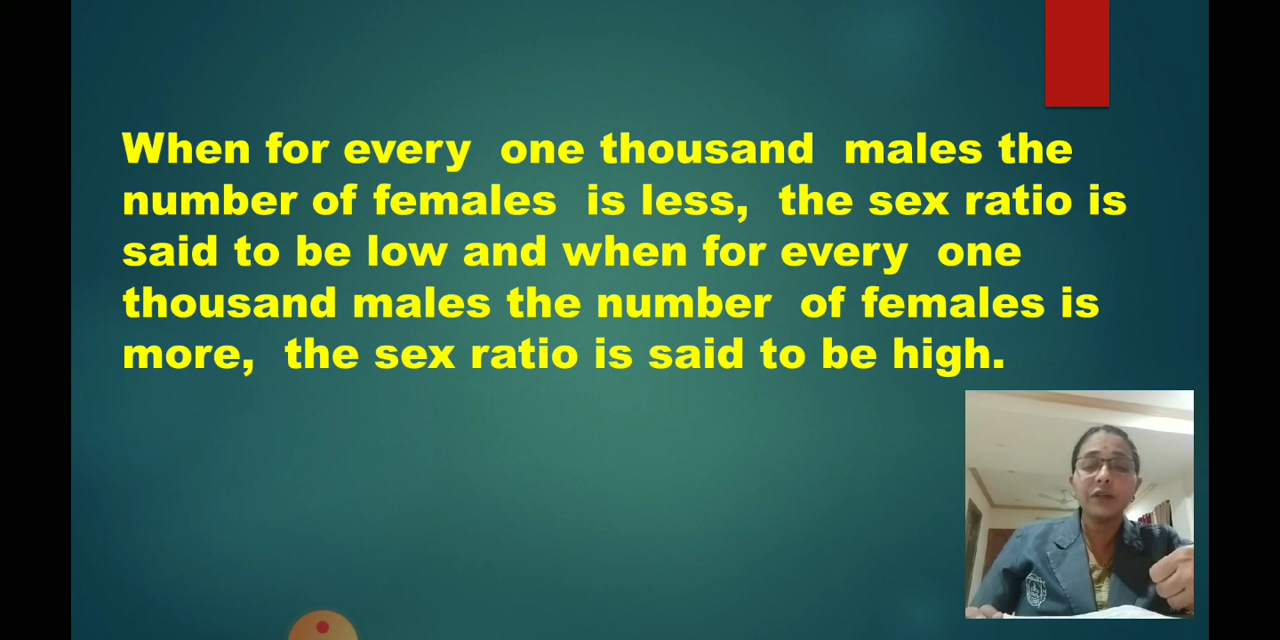 When for every one thousand males the
number of females is less, the sex ratio is
said to be low and when for every one
thousand males the number of females is
more, the sex ratio is said to be high.